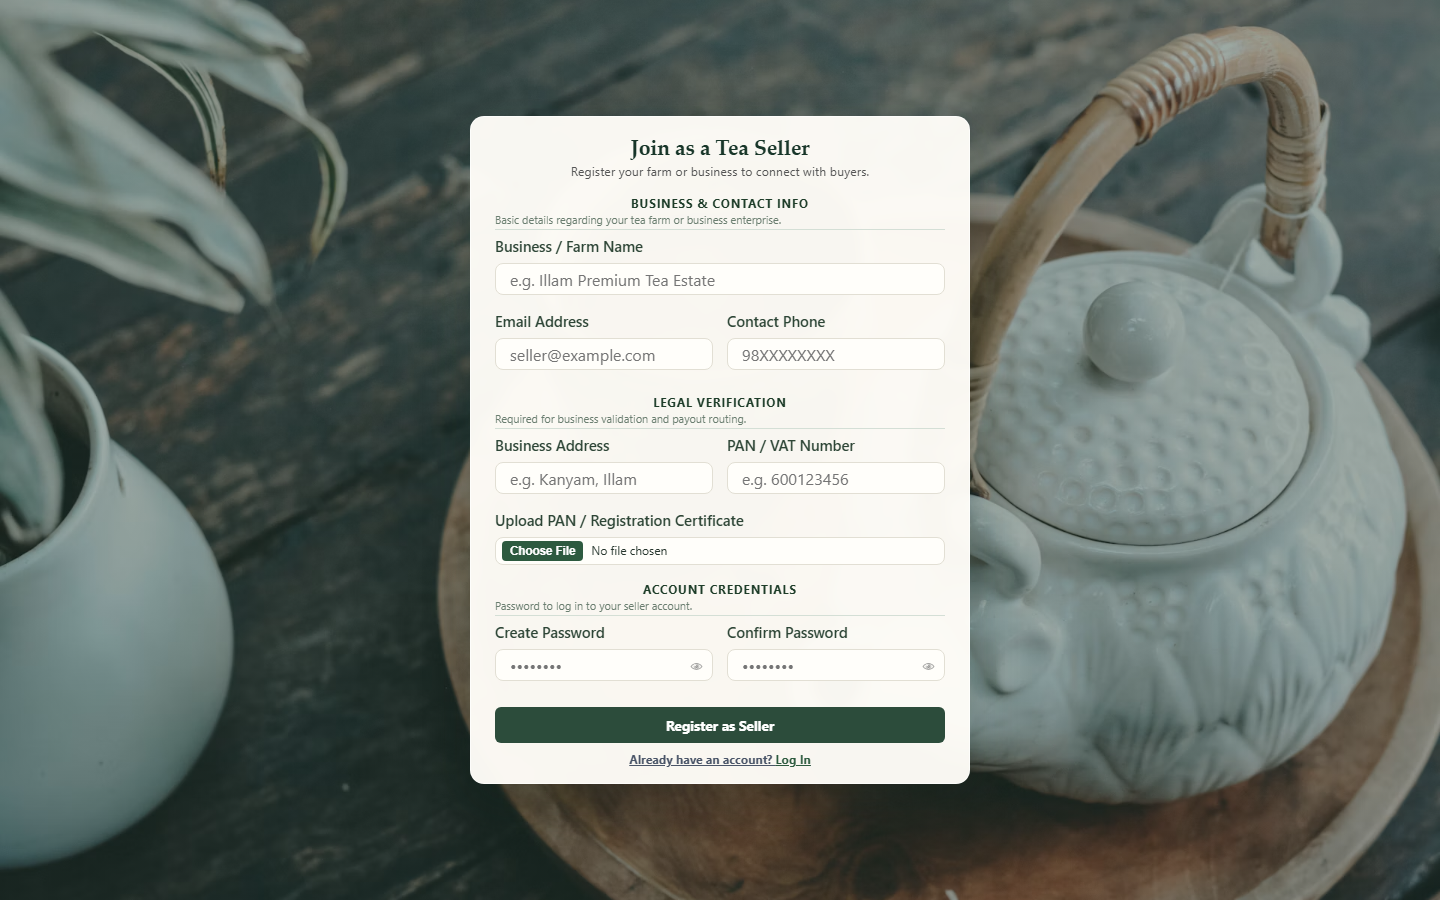 Join as a Tea Seller
Register your farm or business to connect with buyers.
BUSINESS & CONTACT INFO
Basic details regarding your tea farm or business enterprise.
Business / Farm Name
e.g. Illam Premium Tea Estate
Email Address
Contact Phone
seller@example.com
98XXXXXXXX
LEGAL VERIFICATION
Required for business validation and payout routing.
Business Address
PAN / VAT Number
e.g. Kanyam, Illam
e.g. 600123456
Upload PAN / Registration Certificate
Choose File No file chosen
ACCOUNT CREDENTIALS
Password to log in to your seller account.
Create Password
Confirm Password
••••••••
••••••••
Register as Seller
Already have an account? Log In